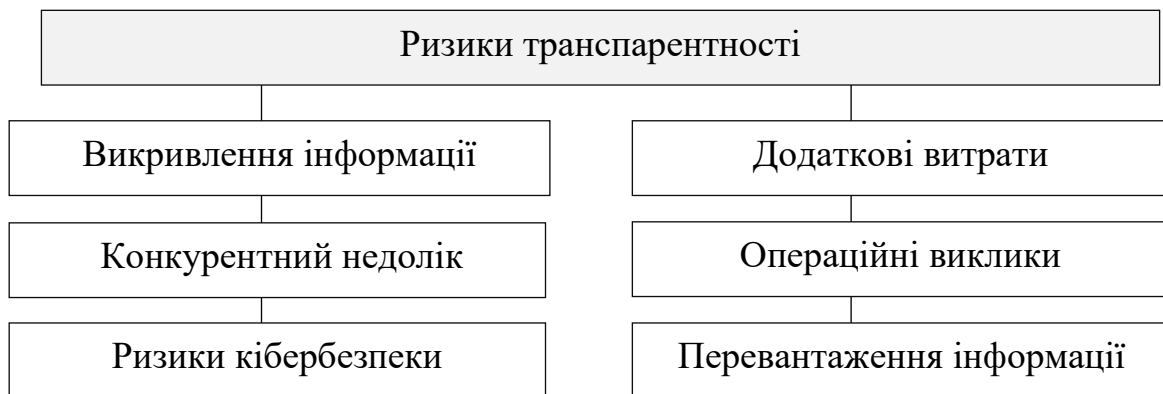 Ризики транспарентності
Викривлення інформації
Додаткові витрати
Конкурентний недолік
Операційні виклики
Ризики кібербезпеки
Перевантаження інформації